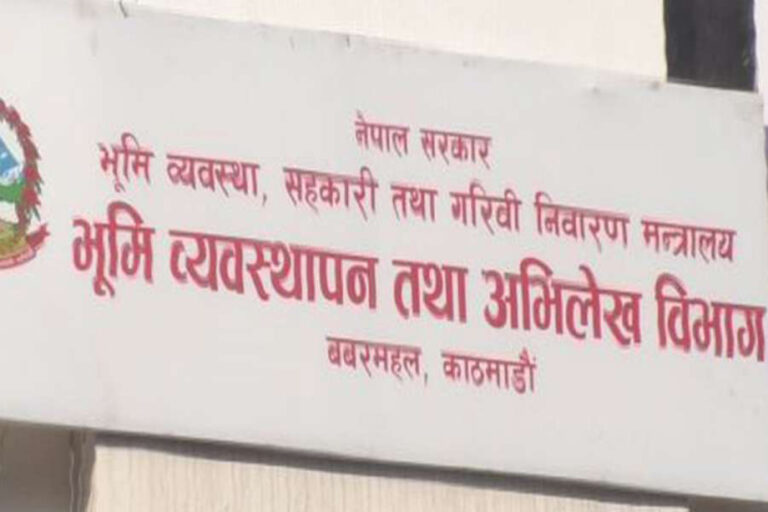 नेपाल सरकार
भूमि व्यवस्था, सहकारी तथा गरिवी निवारण मन्त्रालय
भूमि व्यवस्थापन तथा अभिलेख विभाग
बबरमहल, काठमाडौं